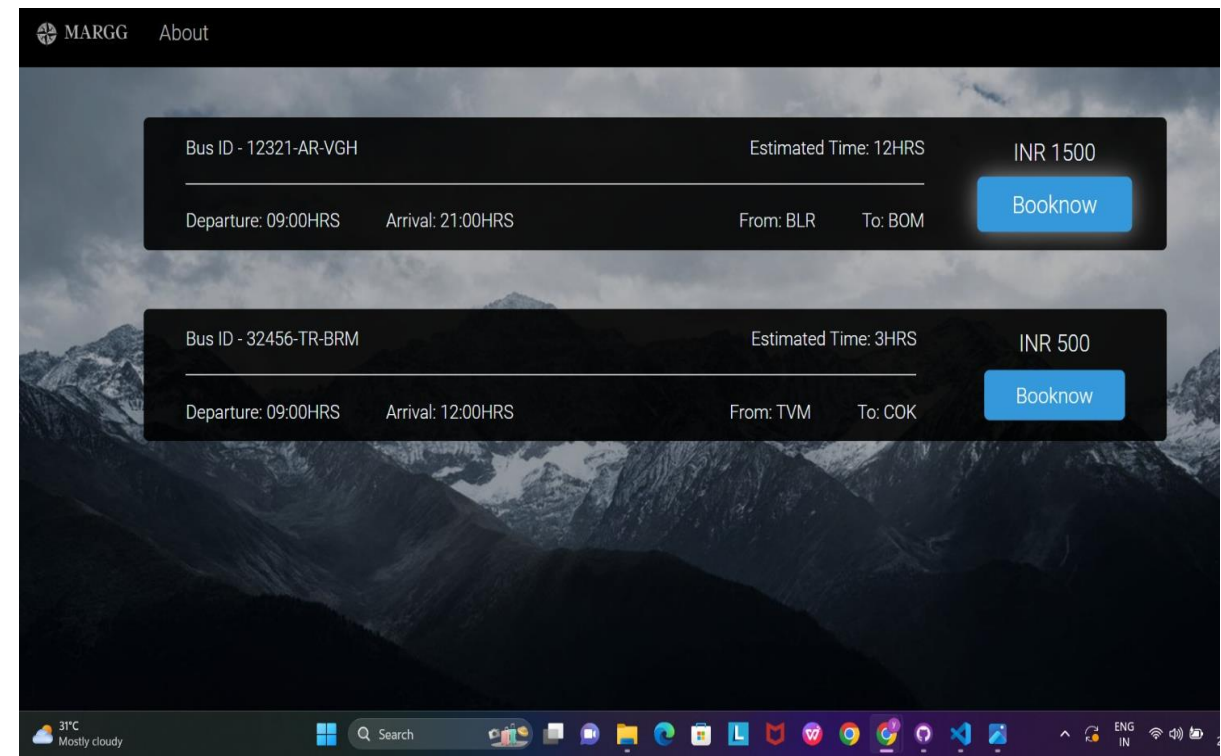 MARGG About
Bus ID - 12321-AR-VGH Estimated Time: 12HRS INR 1500
Booknow
Departure: 09:00HRS Arrival: 21:00HRS From: BLR To: BOM
Bus ID - 32456-TR-BRM Estimated Time: 3HRS INR 500
Booknow
Departure: 09:00HRS Arrival: 12:00HRS From: TVM To: COK
31°C
Mostly cloudy
Search
L
W
ENG
IN